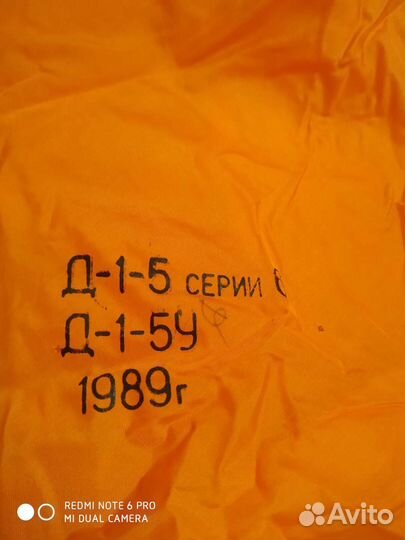 Д-1-5 СЕРИИ
Д-1-5У
1989г
REDMI NOTE 6 PRO
MI DUAL CAMERA
Avito